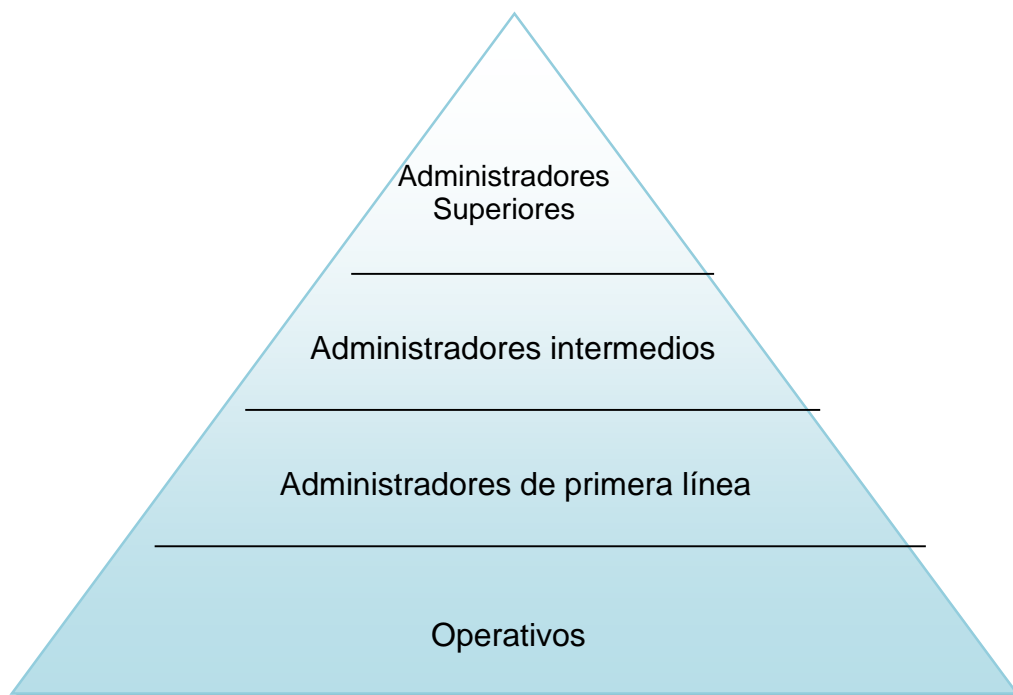 Administradores
Superiores
Administradores intermedios
Administradores de primera línea
Operativos